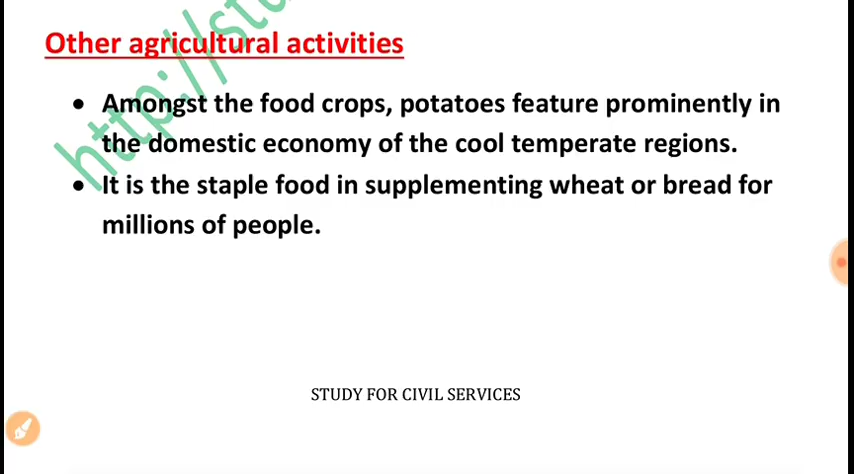 Other agricultural activities
• Amongst the food crops, potatoes feature prominently in
the domestic economy of the cool temperate regions.
• It is the staple food in supplementing wheat or bread for
millions of people.
http://stu
STUDY FOR CIVIL SERVICES